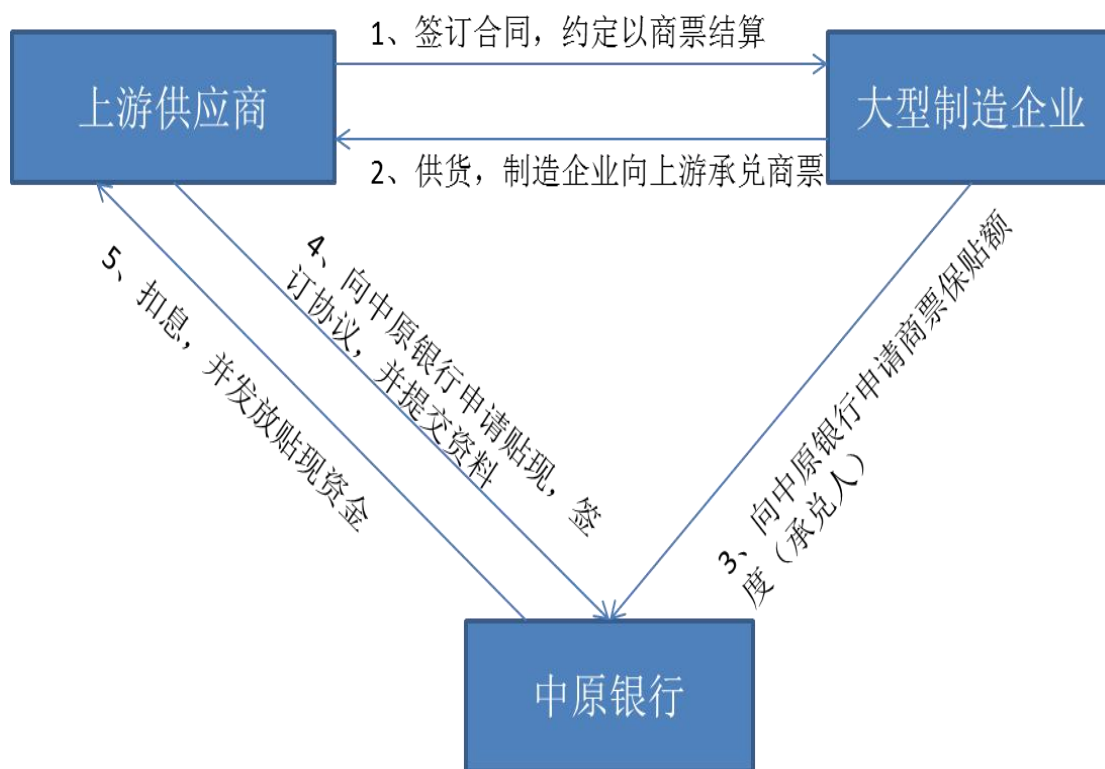 1、签订合同，约定以商票结算
上游供应商
大型制造企业
2、供货，制造企业向上游承兑商票
3、向中原银行申请商票保贴额
度（承兑人）
4、向中原银行申请贴现，签
订协议，并提交资料
5、扣息，并发放贴现资金
中原银行